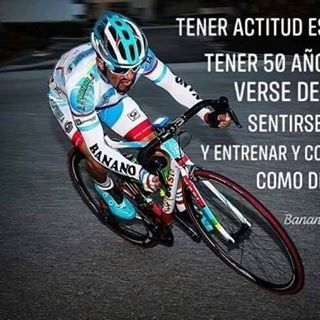 TENER ACTITUD ES
TENER 50 AÑO
VERSE DE
SENTIRSE
Y ENTRENAR Y CO
COMO D
Banan
BANANO